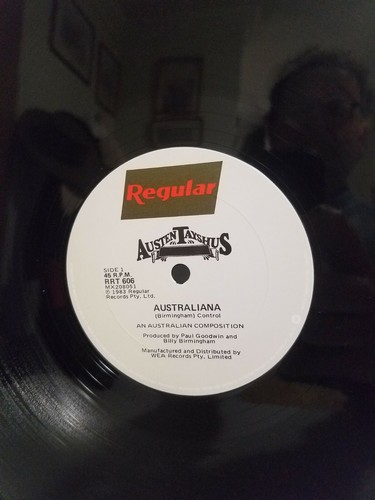 Regular
AUSTEN TAYSHUS
SIDE 1
45 R.P.M.
RRT 606
MX208051
© 1983 Regular
Records Pty. Ltd.
AUSTRALIANA
(Birmingham) Control
AN AUSTRALIAN COMPOSITION
Produced by Paul Goodwin and
Billy Birmingham
Manufactured and Distributed by
WEA Records Pty. Limited